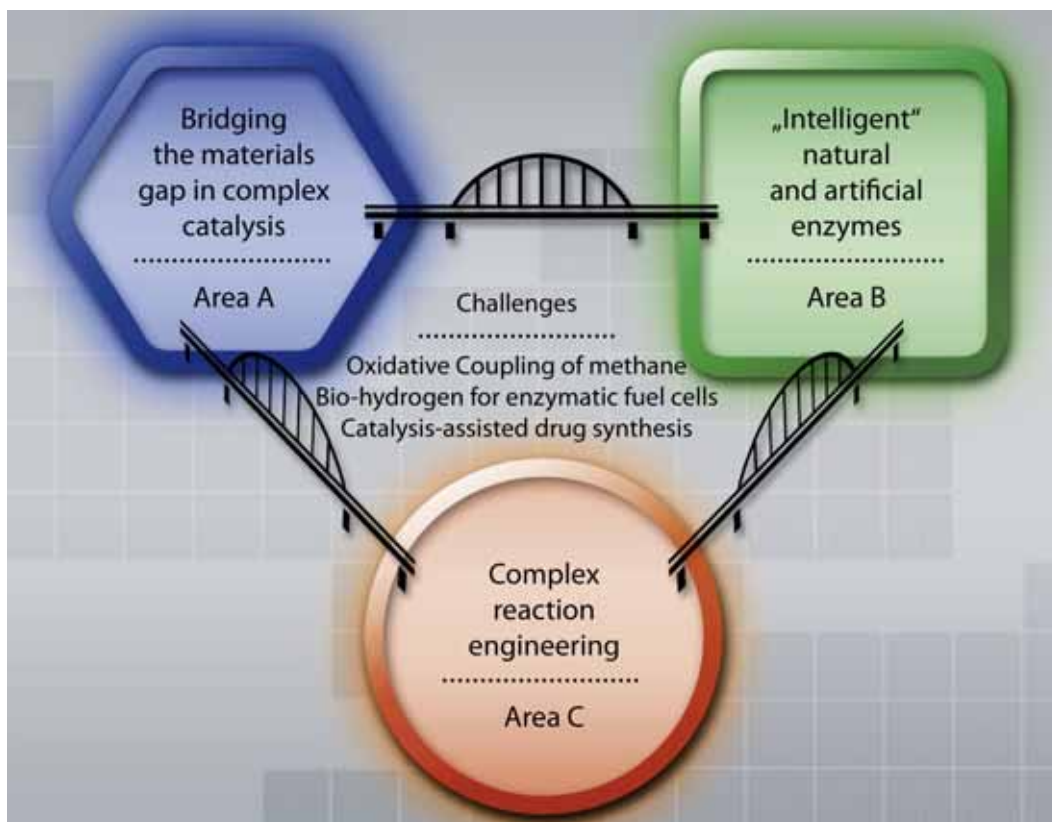 Bridging
the materials
gap in complex
catalysis
Area A
„Intelligent“
natural
and artificial
enzymes
Area B
Challenges
Oxidative Coupling of methane
Bio-hydrogen for enzymatic fuel cells
Catalysis-assisted drug synthesis
Complex
reaction
engineering
Area C